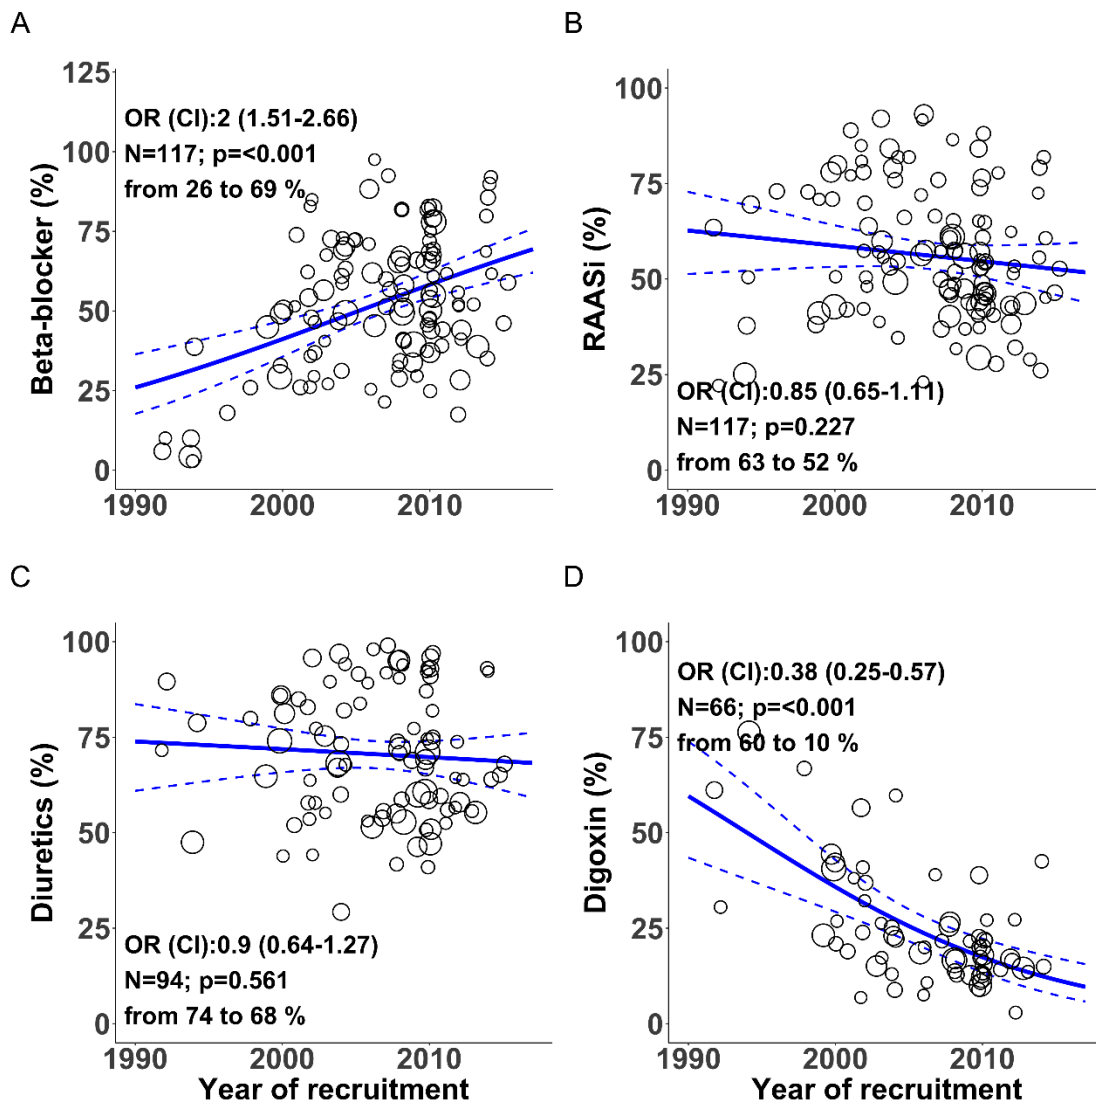 A
Beta-blocker (%)
125
100
75
50
25
0
OR (CI):2 (1.51-2.66)
N=117; p=<0.001
from 26 to 69 %
1990 2000 2010
B
RAASi (%)
100
75
50
25
0
OR (CI):0.85 (0.65-1.11)
N=117; p=0.227
from 63 to 52 %
1990 2000 2010
C
Diuretics (%)
100
75
50
25
0
OR (CI):0.9 (0.64-1.27)
N=94; p=0.561
from 74 to 68 %
1990 2000 2010
Year of recruitment
D
Digoxin (%)
100
75
50
25
0
OR (CI):0.38 (0.25-0.57)
N=66; p=<0.001
from 60 to 10 %
1990 2000 2010
Year of recruitment